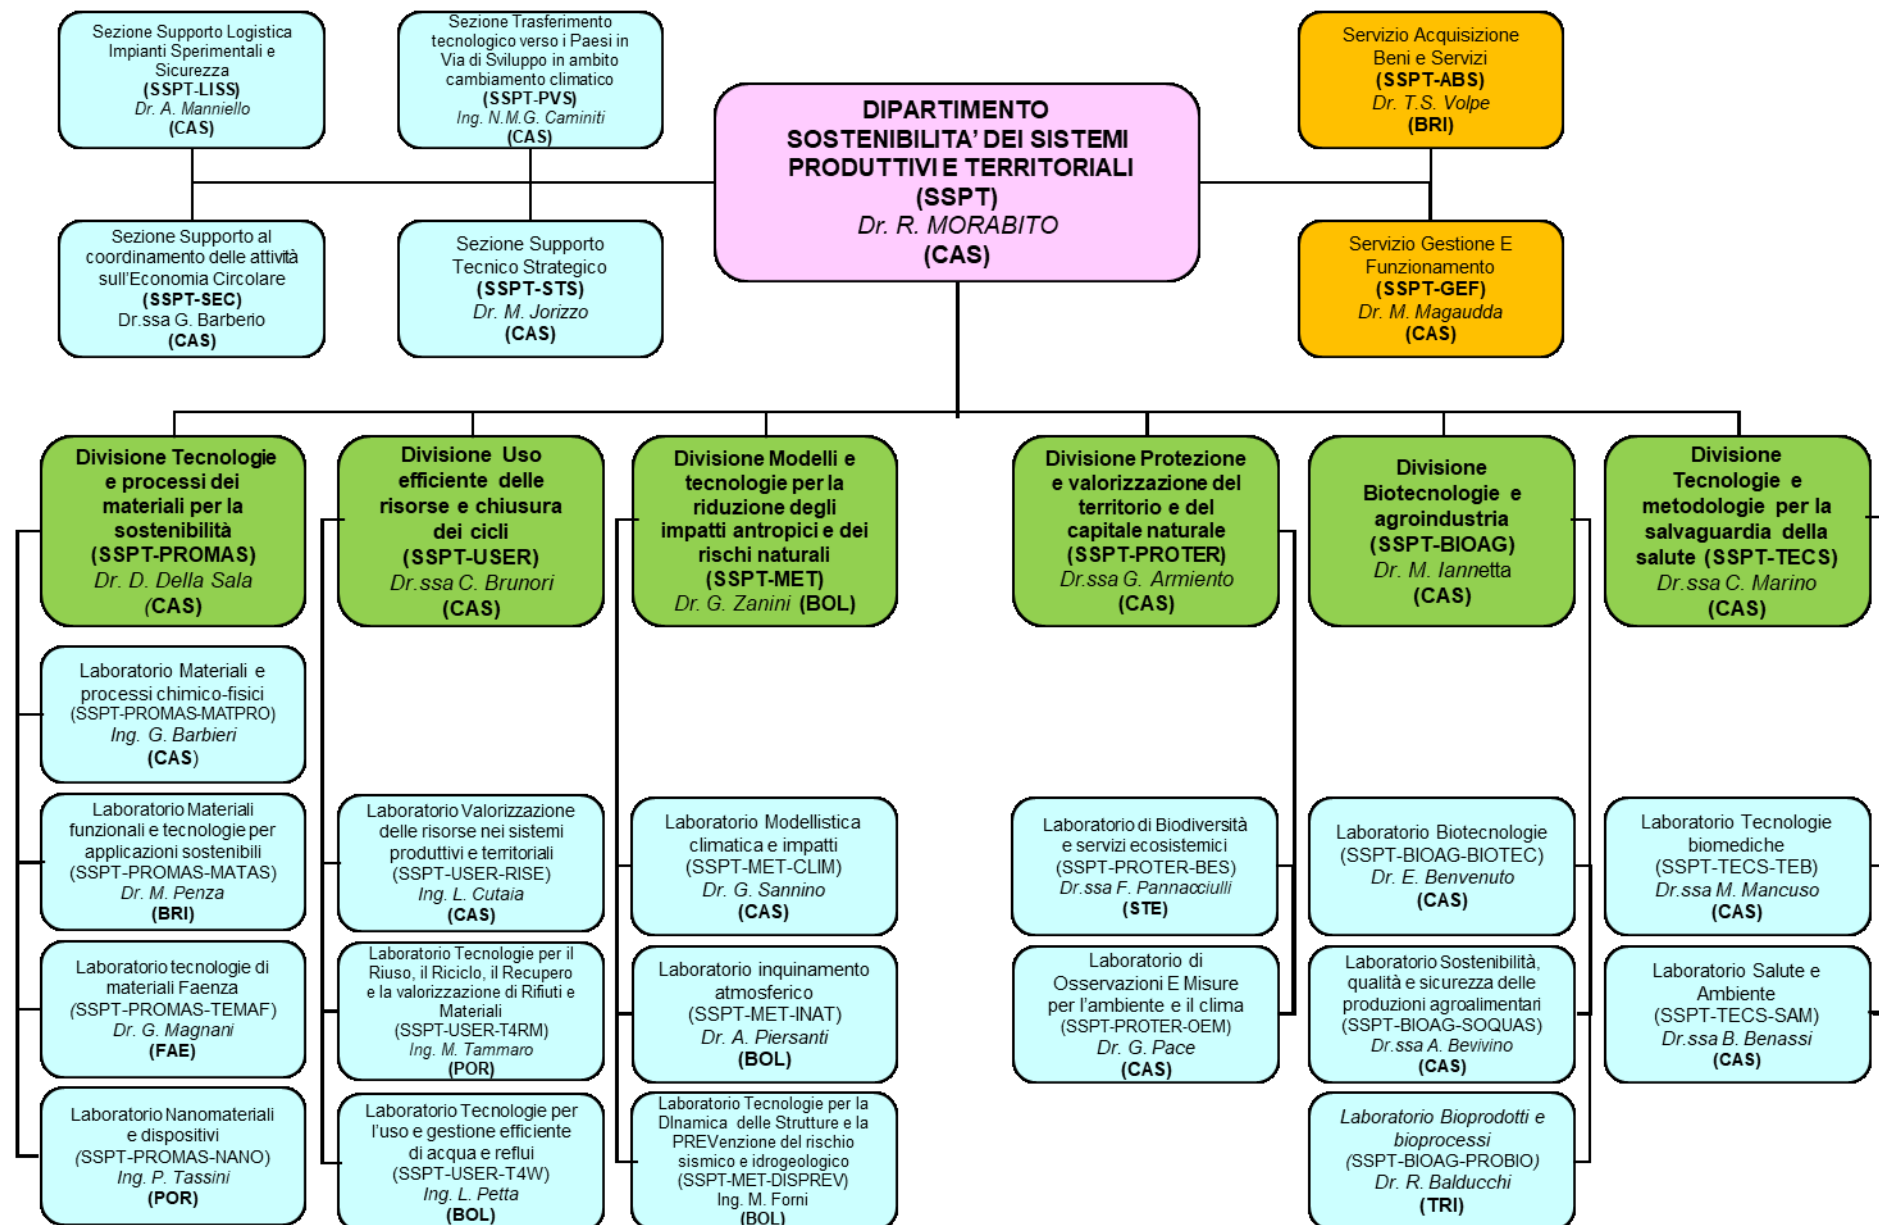 Sezione Supporto Logistica
Impianti Sperimentali e
Sicurezza
(SSPT-LISS)
Dr. A. Manniello
(CAS)
Sezione Trasferimento
tecnologico verso i Paesi in
Via di Sviluppo in ambito
cambiamento climatico
(SSPT-PVS)
Ing. N.M.G. Caminiti
(CAS)
DIPARTIMENTO
SOSTENIBILITA' DEI SISTEMI
PRODUTTIVI E TERRITORIALI
(SSPT)
Dr. R. MORABITO
(CAS)
Servizio Acquisizione
Beni e Servizi
(SSPT-ABS)
Dr. T.S. Volpe
(BRI)
Sezione Supporto al
coordinamento delle attività
sull'Economia Circolare
(SSPT-SEC)
Dr.ssa G. Barberio
(CAS)
Sezione Supporto
Tecnico Strategico
(SSPT-STS)
Dr. M. Jorizzo
(CAS)
Servizio Gestione E
Funzionamento
(SSPT-GEF)
Dr. M. Magaudda
(CAS)
Divisione Tecnologie
e processi dei
materiali per la
sostenibilità
(SSPT-PROMAS)
Dr. D. Della Sala
(CAS)
Divisione Uso
efficiente delle
risorse e chiusura
dei cicli
(SSPT-USER)
Dr.ssa C. Brunori
(CAS)
Divisione Modelli e
tecnologie per la
riduzione degli
impatti antropici e dei
rischi naturali
(SSPT-MET)
Dr. G. Zanini (BOL)
Divisione Protezione
e valorizzazione del
territorio e del
capitale naturale
(SSPT-PROTER)
Dr.ssa G. Armiento
(CAS)
Divisione
Biotecnologie e
agroindustria
(SSPT-BIOAG)
Dr. M. Iannetta
(CAS)
Divisione
Tecnologie e
metodologie per la
salvaguardia della
salute (SSPT-TECS)
Dr.ssa C. Marino
(CAS)
Laboratorio Materiali e
processi chimico-fisici
(SSPT-PROMAS-MATPRO)
Ing. G. Barbieri
(CAS)
Laboratorio Materiali
funzionali e tecnologie per
applicazioni sostenibili
(SSPT-PROMAS-MATAS)
Dr. M. Penza
(BRI)
Laboratorio Valorizzazione
delle risorse nei sistemi
produttivi e territoriali
(SSPT-USER-RISE)
Ing. L. Cutaia
(CAS)
Laboratorio Modellistica
climatica e impatti
(SSPT-MET-CLIM)
Dr. G. Sannino
(CAS)
Laboratorio di Biodiversità
e servizi ecosistemici
(SSPT-PROTER-BES)
Dr.ssa F. Pannacciulli
(STE)
Laboratorio Biotecnologie
(SSPT-BIOAG-BIOTEC)
Dr. E. Benvenuto
(CAS)
Laboratorio Tecnologie
biomediche
(SSPT-TECS-TEB)
Dr.ssa M. Mancuso
(CAS)
Laboratorio tecnologie di
materiali Faenza
(SSPT-PROMAS-TEMAF)
Dr. G. Magnani
(FAE)
Laboratorio Tecnologie per il
Riuso, il Riciclo, il Recupero
e la valorizzazione di Rifiuti e
Materiali
(SSPT-USER-T4RM)
Ing. M. Tammaro
(POR)
Laboratorio inquinamento
atmosferico
(SSPT-MET-INAT)
Dr. A. Piersanti
(BOL)
Laboratorio di
Osservazioni E Misure
per l'ambiente e il clima
(SSPT-PROTER-OEM)
Dr. G. Pace
(CAS)
Laboratorio Sostenibilità,
qualità e sicurezza delle
produzioni agroalimentari
(SSPT-BIOAG-SOQUAS)
Dr.ssa A. Bevivino
(CAS)
Laboratorio Salute e
Ambiente
(SSPT-TECS-SAM)
Dr.ssa B. Benassi
(CAS)
Laboratorio Nanomateriali
e dispositivi
(SSPT-PROMAS-NANO)
Ing. P. Tassini
(POR)
Laboratorio Tecnologie per
l'uso e gestione efficiente
di acqua e reflui
(SSPT-USER-T4W)
Ing. L. Petta
(BOL)
Laboratorio Tecnologie per la
DInamica delle Strutture e la
PREVenzione del rischio
sismico e idrogeologico
(SSPT-MET-DISPREV)
Ing. M. Forni
(BOL)
Laboratorio Bioprodotti e
bioprocessi
(SSPT-BIOAG-PROBIO)
Dr. R. Balducchi
(TRI)